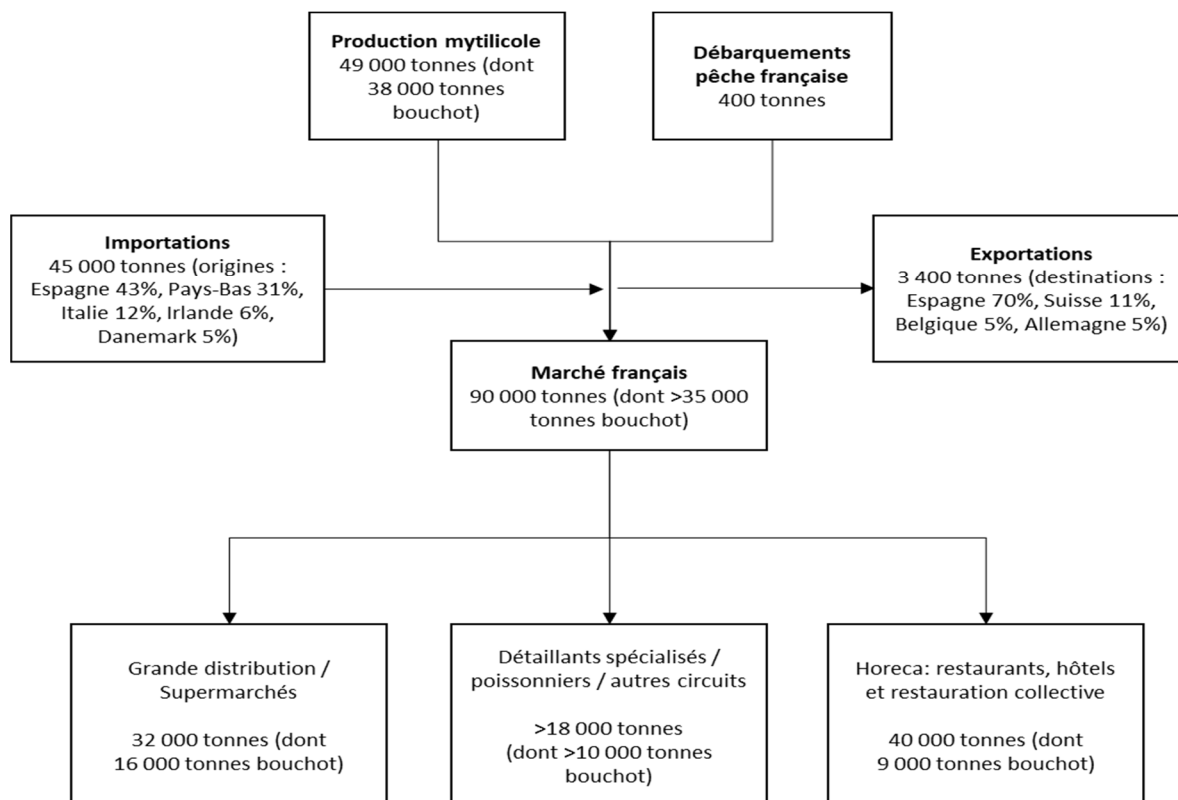 Production mytilicole
49 000 tonnes (dont
38 000 tonnes
bouchot)
Débarquements
pêche française
400 tonnes
Importations
45 000 tonnes (origines :
Espagne 43%, Pays-Bas 31%,
Italie 12%, Irlande 6%,
Danemark 5%)
Exportations
3 400 tonnes (destinations :
Espagne 70%, Suisse 11%,
Belgique 5%, Allemagne 5%)
Marché français
90 000 tonnes (dont >35 000
tonnes bouchot)
Grande distribution /
Supermarchés
32 000 tonnes (dont
16 000 tonnes bouchot)
Détaillants spécialisés /
poissonniers / autres circuits
>18 000 tonnes
(dont >10 000 tonnes
bouchot)
Horeca: restaurants, hôtels
et restauration collective
40 000 tonnes (dont
9 000 tonnes bouchot)